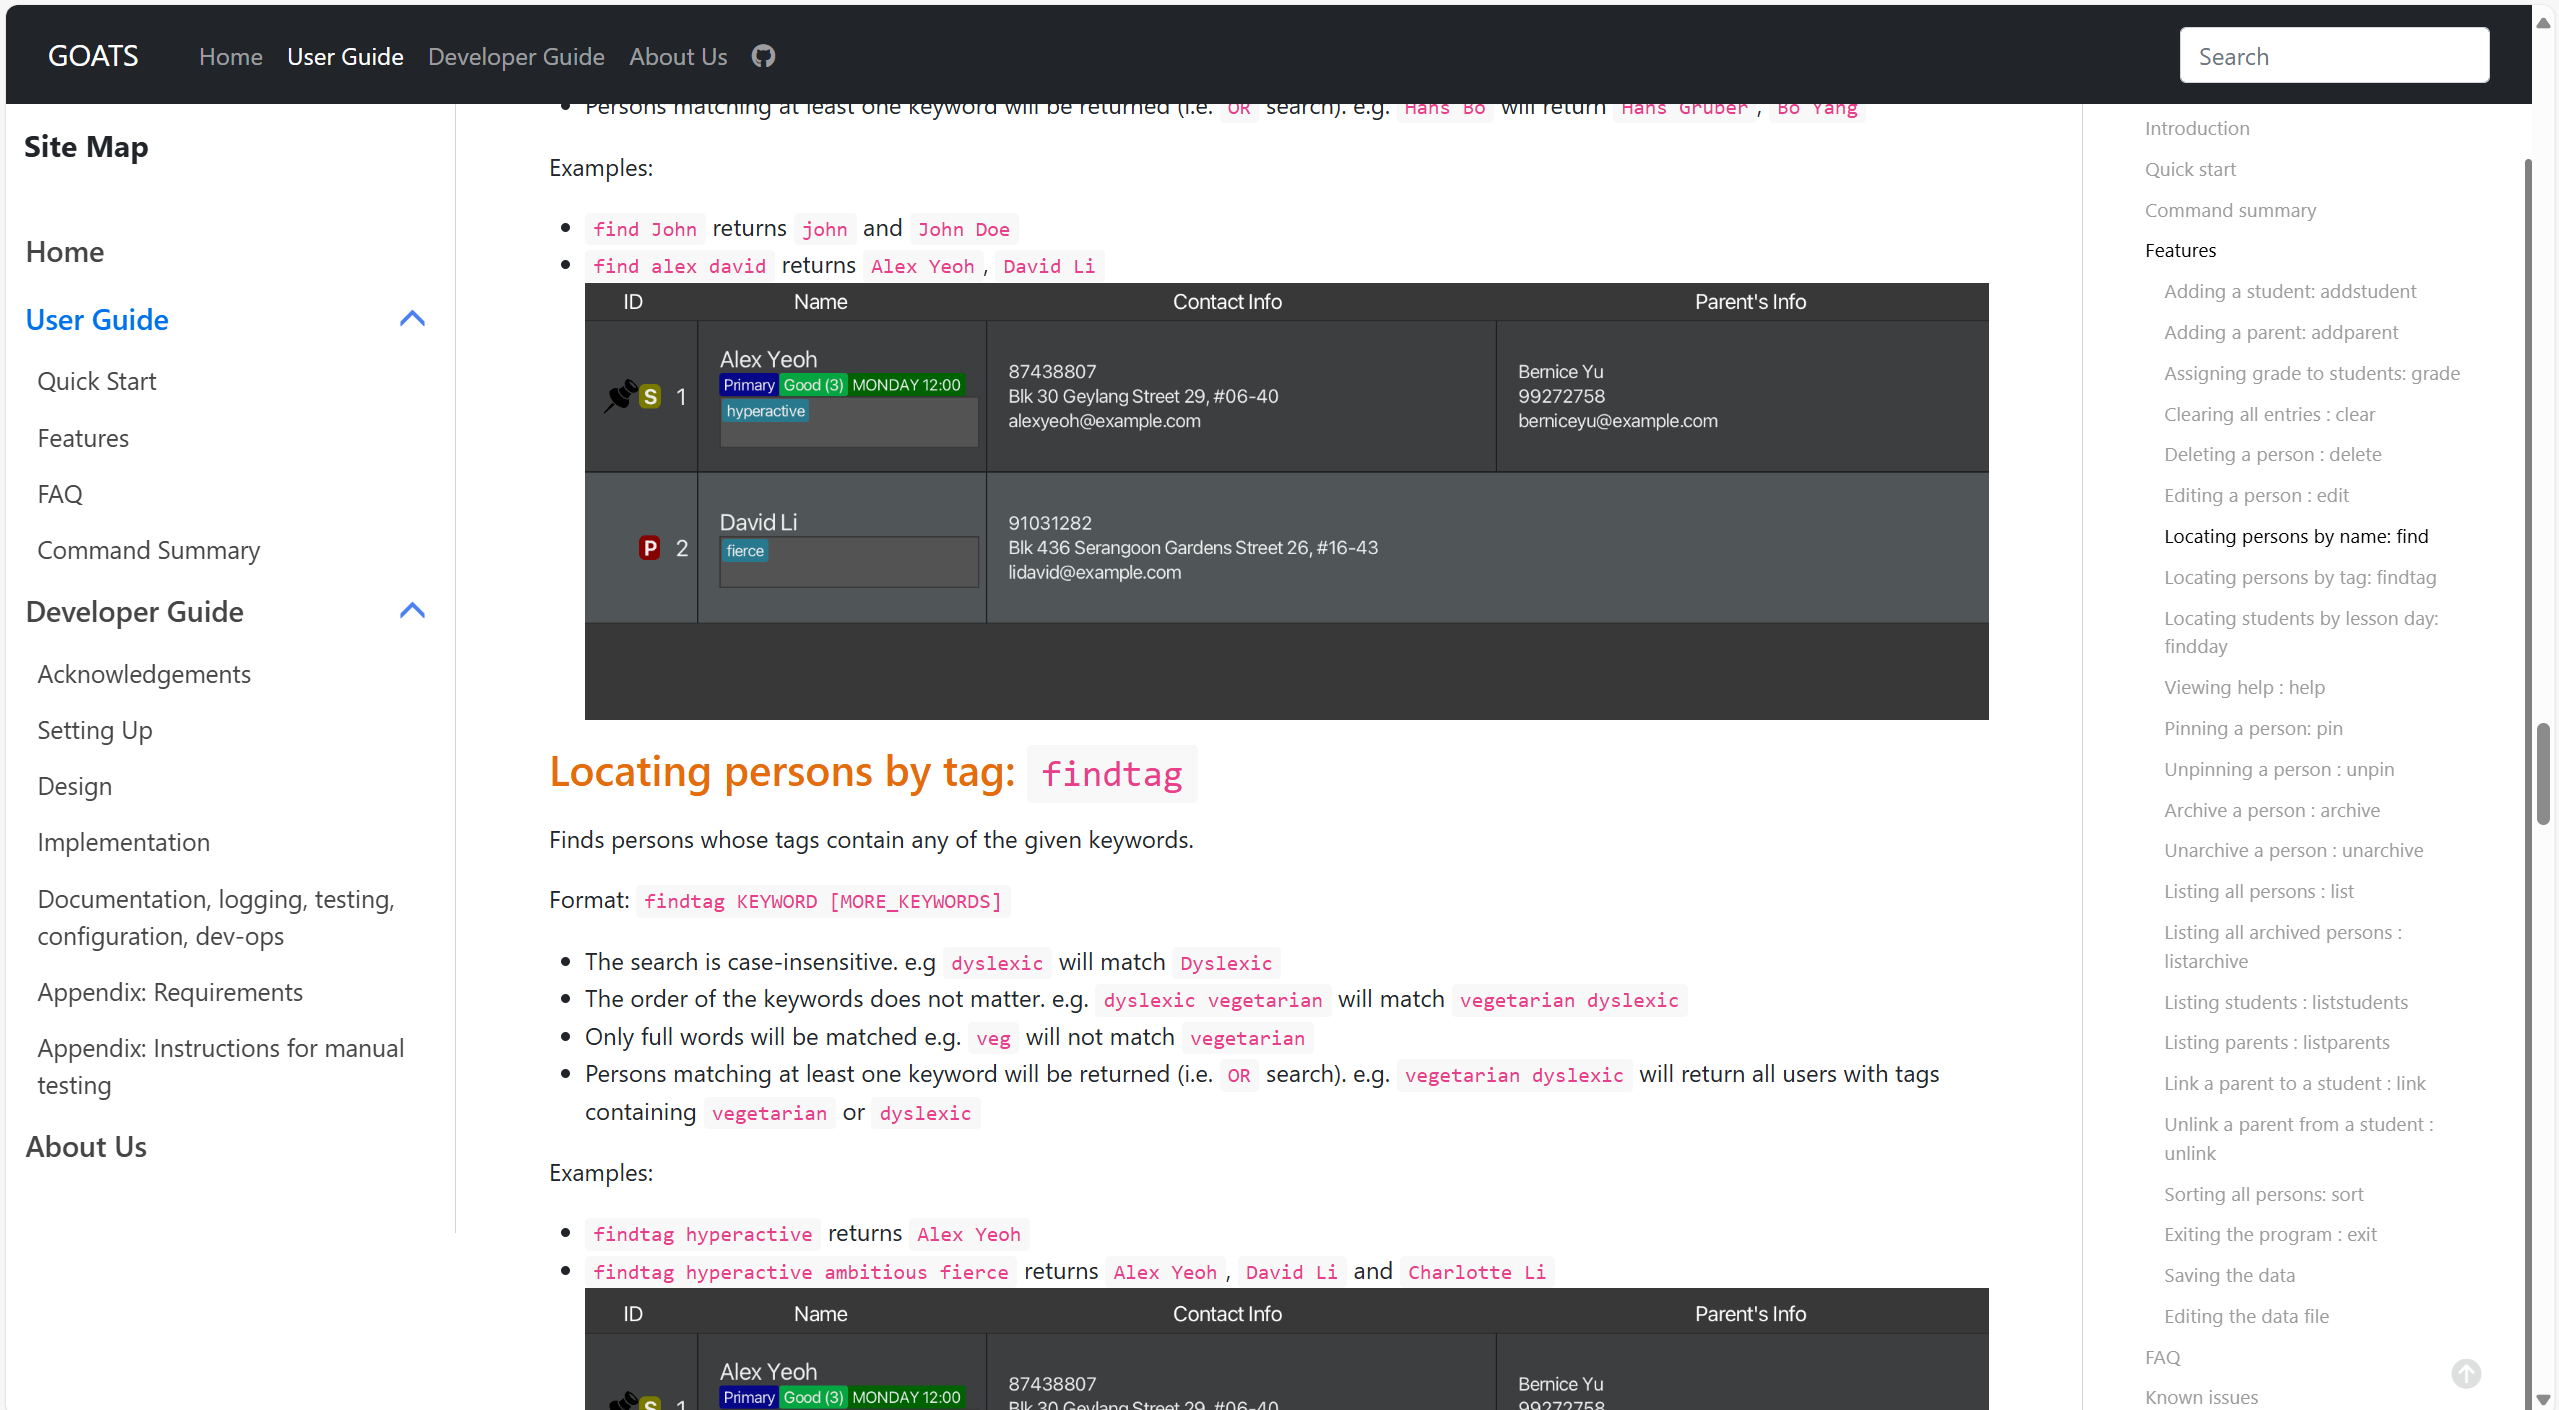 GOATS Home User Guide Developer Guide About Us Search
Site Map
Home
User Guide
Quick Start
Features
FAQ
Command Summary
Developer Guide
Acknowledgements
Setting Up
Design
Implementation
Documentation, logging, testing,
configuration, dev-ops
Appendix: Requirements
Appendix: Instructions for manual
testing
About Us
Persons matching at least one keyword will be returned (i.e. OR search). e.g. Hans Bo will return Hans Gruber, Bo Yang
Examples:
find John returns john and John Doe
find alex david returns Alex Yeoh, David Li
ID Name Contact Info Parent's Info
Alex Yeoh
Primary Good (3) MONDAY 12:00
hyperactive
S 1
87438807
Blk 30 Geylang Street 29, #06-40
alexyeoh@example.com
Bernice Yu
99272758
berniceyu@example.com
David Li
fierce
P 2
91031282
Blk 436 Serangoon Gardens Street 26, #16-43
lidavid@example.com
Locating persons by tag: findtag
Finds persons whose tags contain any of the given keywords.
Format: findtag KEYWORD [MORE_KEYWORDS]
The search is case-insensitive. e.g dyslexic will match Dyslexic
The order of the keywords does not matter. e.g. dyslexic vegetarian will match vegetarian dyslexic
Only full words will be matched e.g. veg will not match vegetarian
Persons matching at least one keyword will be returned (i.e. OR search). e.g. vegetarian dyslexic will return all users with tags
containing vegetarian or dyslexic
Examples:
findtag hyperactive returns Alex Yeoh
findtag hyperactive ambitious fierce returns Alex Yeoh, David Li and Charlotte Li
ID Name Contact Info Parent's Info
Alex Yeoh
Primary Good (3) MONDAY 12:00
S 1
87438807
Blk 30 Geylang Street 29, #06-40
Bernice Yu
99272758
Introduction
Quick start
Command summary
Features
Adding a student: addstudent
Adding a parent: addparent
Assigning grade to students: grade
Clearing all entries : clear
Deleting a person : delete
Editing a person : edit
Locating persons by name: find
Locating persons by tag: findtag
Locating students by lesson day:
findday
Viewing help : help
Pinning a person: pin
Unpinning a person : unpin
Archive a person : archive
Unarchive a person : unarchive
Listing all persons : list
Listing all archived persons :
listarchive
Listing students : liststudents
Listing parents : listparents
Link a parent to a student : link
Unlink a parent from a student :
unlink
Sorting all persons: sort
Exiting the program : exit
Saving the data
Editing the data file
FAQ
Known issues